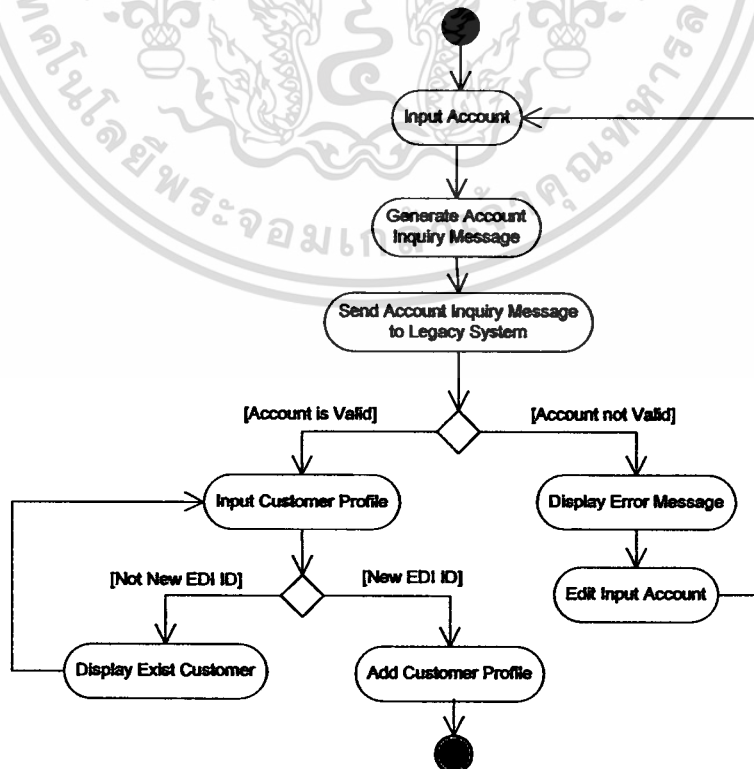 Input Account
Generate Account
Inquiry Message
Send Account Inquiry Message
to Legacy System
[Account is Valid]
[Account not Valid]
Input Customer Profile
Display Error Message
[Not New EDI ID]
[New EDI ID]
Edit Input Account
Display Exist Customer
Add Customer Profile